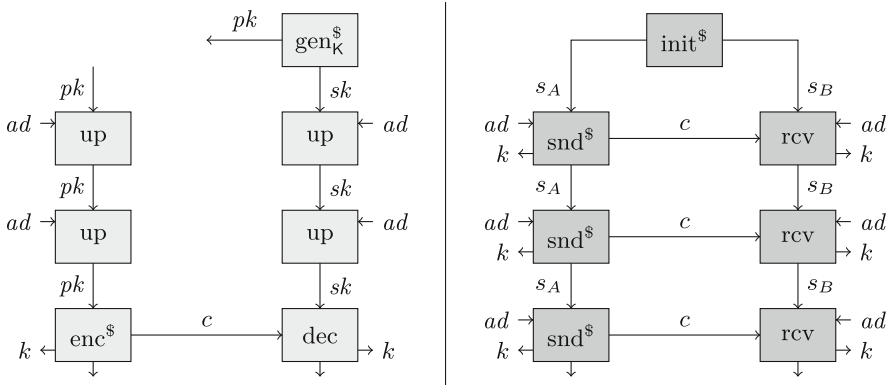 pk gen$K init$
pk sk sA sB
ad up up ad ad snd$ c rcv ad
k k
pk sk sA sB
ad up up ad ad snd$ c rcv ad
k k
pk sk sA sB
k enc$ c dec k ad snd$ c rcv ad
k k